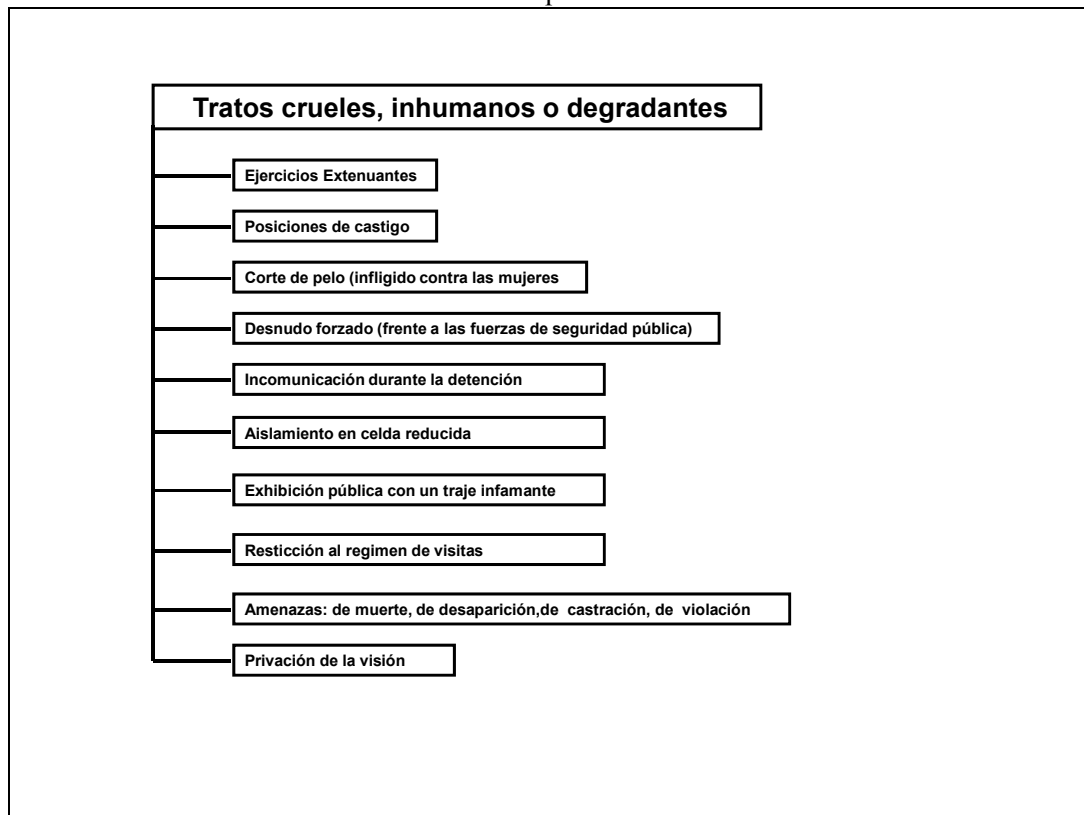 Tratos crueles, inhumanos o degradantes
Ejercicios Extenuantes
Posiciones de castigo
Corte de pelo (infligido contra las mujeres
Desnudo forzado (frente a las fuerzas de seguridad pública)
Incomunicación durante la detención
Aislamiento en celda reducida
Exhibición pública con un traje infamante
Resticción al regimen de visitas
Amenazas: de muerte, de desaparición,de  castración, de  violación
Privación de la visión